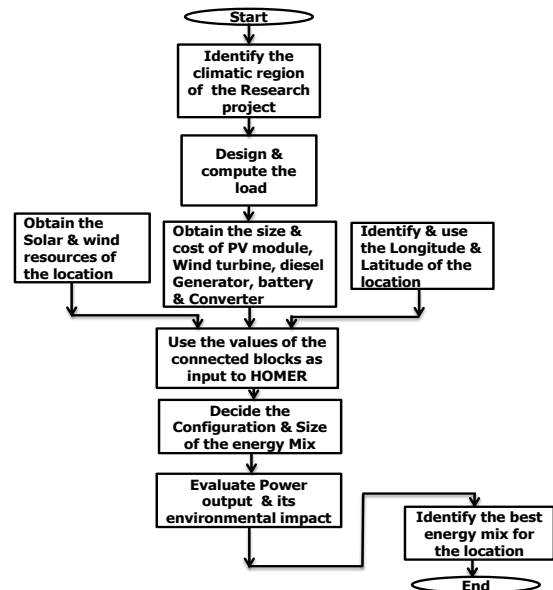 Start
Identify the
climatic region
of the Research
project
Design &
compute the
load
Obtain the
Solar & wind
resources of
the location
Obtain the size &
cost of PV module,
Wind turbine, diesel
Generator, battery
& Converter
Identify & use
the Longitude &
Latitude of the
location
Use the values of the
connected blocks as
input to HOMER
Decide the
Configuration & Size
of the energy Mix
Evaluate Power
output & its
environmental impact
Identify the best
energy mix for
the location
End